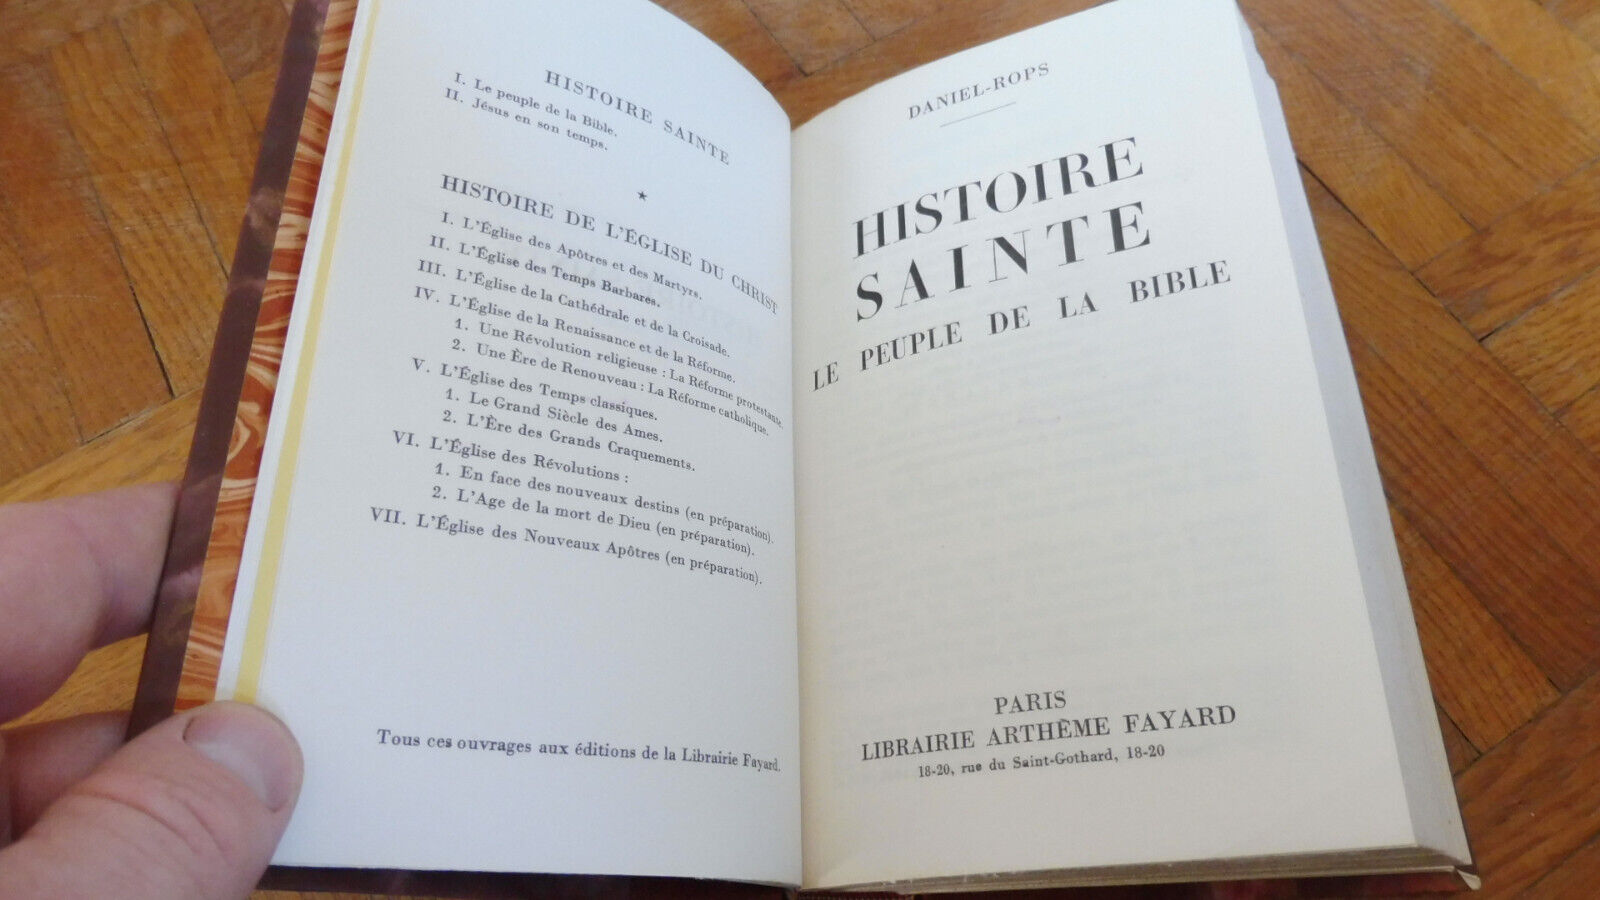 HISTOIRE SAINTE
I. Le peuple de la Bible.
II. Jésus en son temps.
★
HISTOIRE DE L'ÉGLISE DU CHRIST
I. L'Église des Apôtres et des Martyrs.
II. L'Église des Temps Barbares.
III. L'Église de la Cathédrale et de la Croisade.
IV. L'Église de la Renaissance et de la Réforme.
1. Une Révolution religieuse : La Réforme protestante.
2. Une Ère de Renouveau : La Réforme catholique.
V. L'Église des Temps classiques.
1. Le Grand Siècle des Ames.
2. L'Ère des Grands Craquements.
VI. L'Église des Révolutions :
1. En face des nouveaux destins (en préparation).
2. L'Age de la mort de Dieu (en préparation).
VII. L'Église des Nouveaux Apôtres (en préparation).
Tous ces ouvrages aux éditions de la Librairie Fayard.
DANIEL-ROPS
HISTOIRE
SAINTE
LE PEUPLE DE LA BIBLE
PARIS
LIBRAIRIE ARTHÈME FAYARD
18-20, rue du Saint-Gothard, 18-20